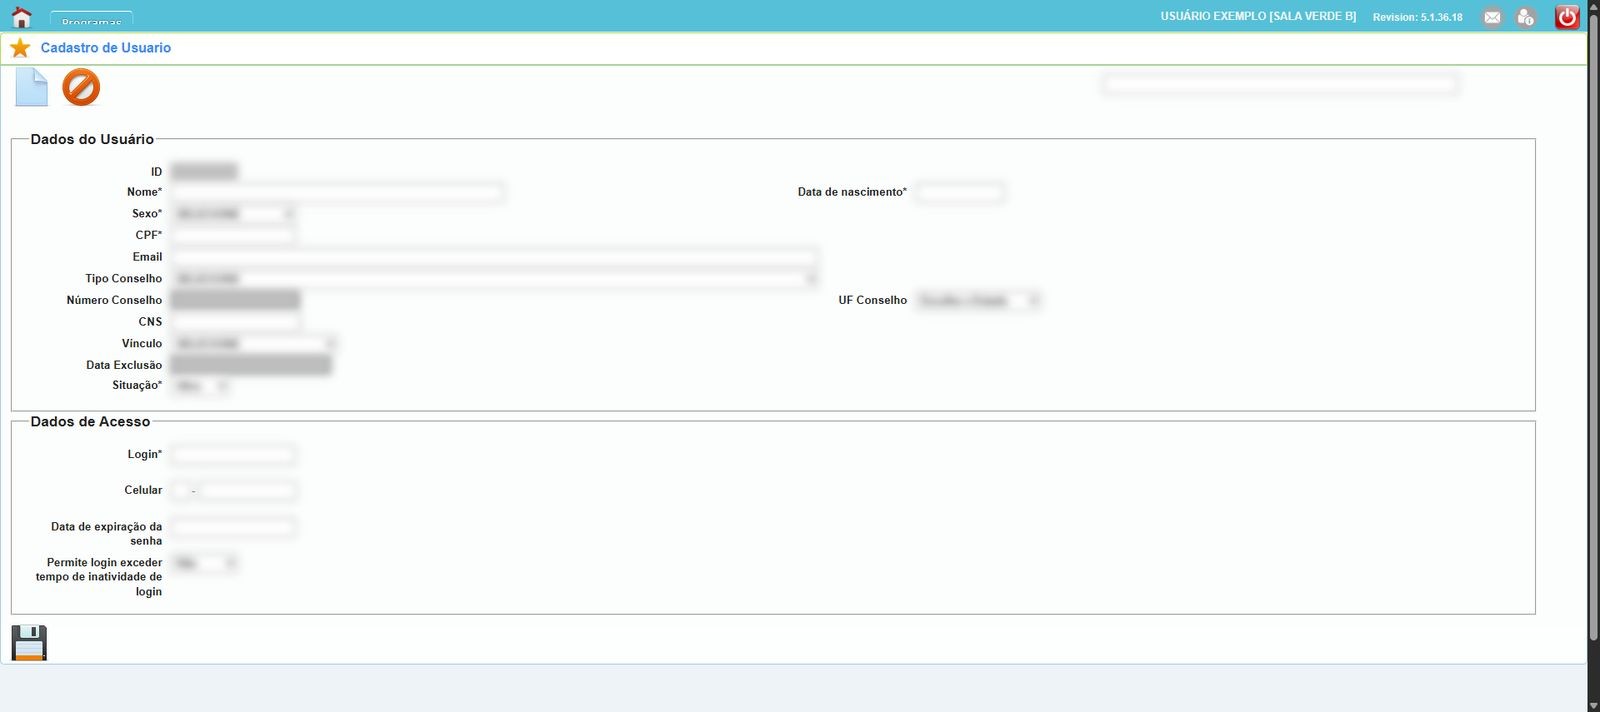 Programas
USUÁRIO EXEMPLO [SALA VERDE B] Revision: 5.1.36.18
Cadastro de Usuario
Dados do Usuário
ID
Nome* Data de nascimento*
Sexo*
CPF*
Email
Tipo Conselho
Número Conselho UF Conselho
CNS
Vínculo
Data Exclusão
Situação*
Dados de Acesso
Login*
Celular -
Data de expiração da
senha
Permite login exceder
tempo de inatividade de
login